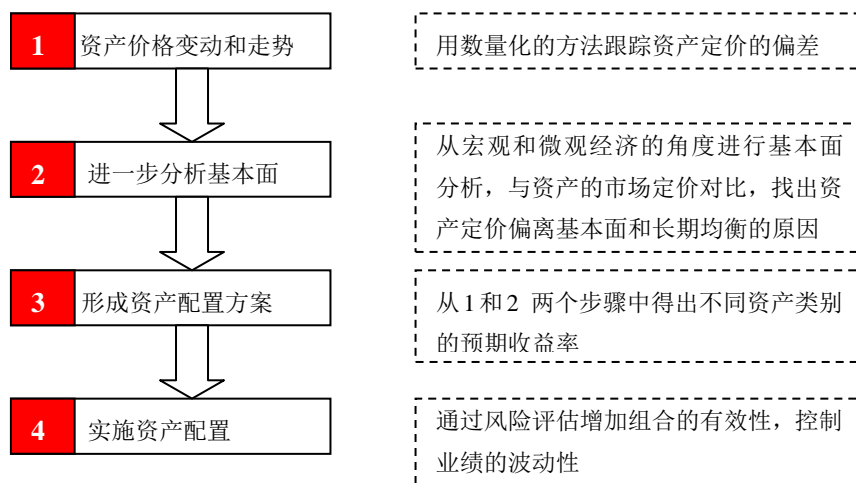 1 资产价格变动和走势
用数量化的方法跟踪资产定价的偏差
2 进一步分析基本面
从宏观和微观经济的角度进行基本面
分析，与资产的市场定价对比，找出资
产定价偏离基本面和长期均衡的原因
3 形成资产配置方案
从1和2 两个步骤中得出不同资产类别
的预期收益率
4 实施资产配置
通过风险评估增加组合的有效性，控制
业绩的波动性